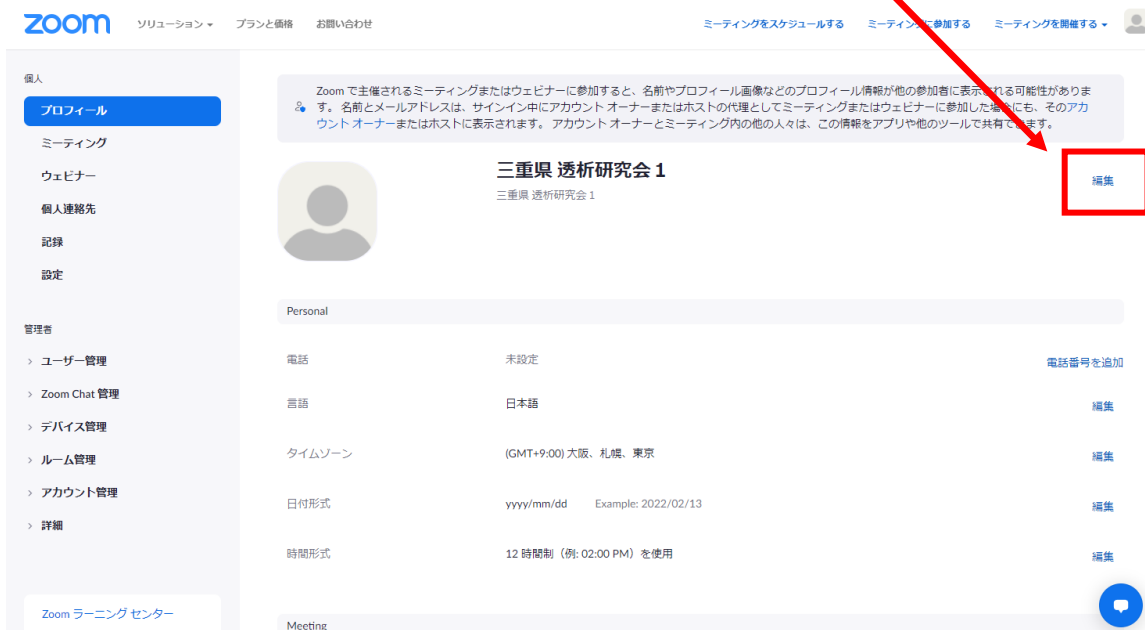 zoom ソリューション プランと価格 お問い合わせ ミーティングをスケジュールする ミーティングに参加する ミーティングを開催する
個人
プロフィール
ミーティング
ウェビナー
個人連絡先
記録
設定
管理者
ユーザー管理
Zoom Chat 管理
デバイス管理
ルーム管理
アカウント管理
詳細
Zoom ラーニング センター
Zoom で主催されるミーティングまたはウェビナーに参加すると、名前やプロフィール画像などのプロフィール情報が他の参加者に表示される可能性がありま
す。 名前とメールアドレスは、サインイン中にアカウント オーナーまたはホストの代理としてミーティングまたはウェビナーに参加した場合にも、そのアカ
ウント オーナーまたはホストに表示されます。 アカウント オーナーとミーティング内の他の人々は、この情報をアプリや他のツールで共有できます。
三重県 透析研究会 1
三重県 透析研究会 1
編集
Personal
電話 未設定 電話番号を追加
言語 日本語 編集
タイムゾーン (GMT+9:00) 大阪、札幌、東京 編集
日付形式 yyyy/mm/dd Example: 2022/02/13 編集
時間形式 12 時間制（例: 02:00 PM）を使用 編集
Meeting